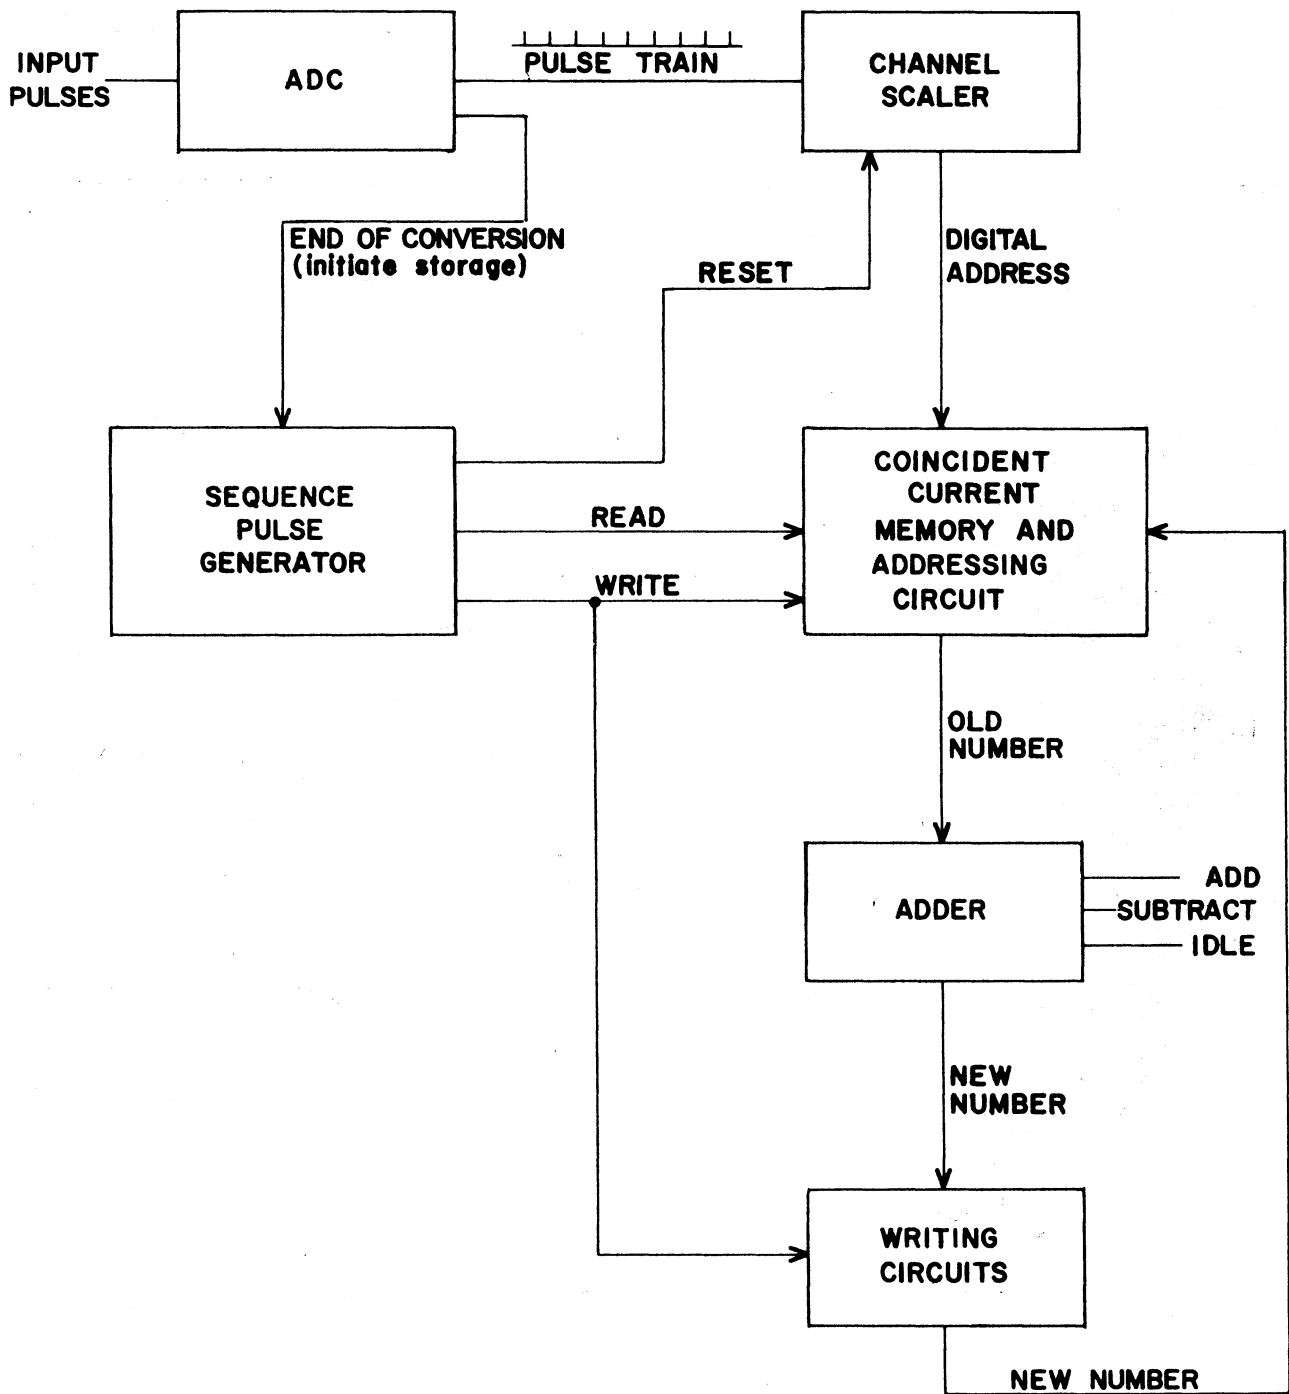 INPUT
PULSES
ADC
PULSE TRAIN
CHANNEL
SCALER
END OF CONVERSION
(initiate storage)
RESET
DIGITAL
ADDRESS
SEQUENCE
PULSE
GENERATOR
READ
WRITE
COINCIDENT
CURRENT
MEMORY AND
ADDRESSING
CIRCUIT
OLD
NUMBER
ADDER
ADD
SUBTRACT
IDLE
NEW
NUMBER
WRITING
CIRCUITS
NEW NUMBER